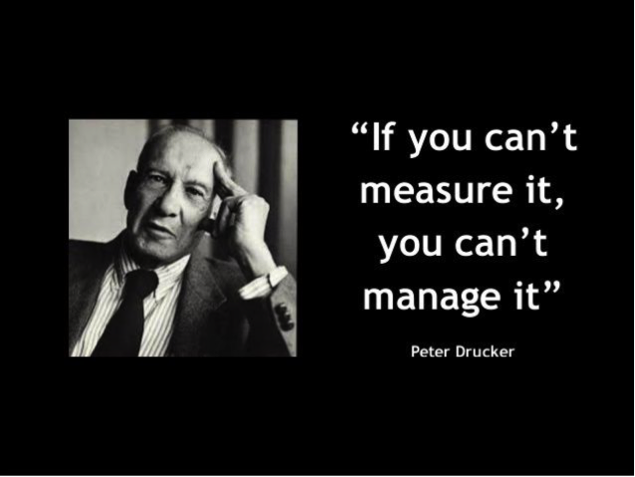 “If you can’t
measure it,
you can’t
manage it”
Peter Drucker